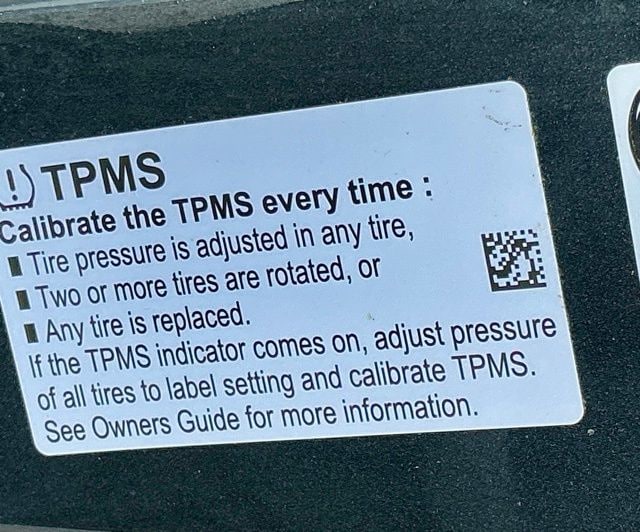 TPMS
Calibrate the TPMS every time :
Tire pressure is adjusted in any tire,
Two or more tires are rotated, or
Any tire is replaced.
If the TPMS indicator comes on, adjust pressure
of all tires to label setting and calibrate TPMS.
See Owners Guide for more information.